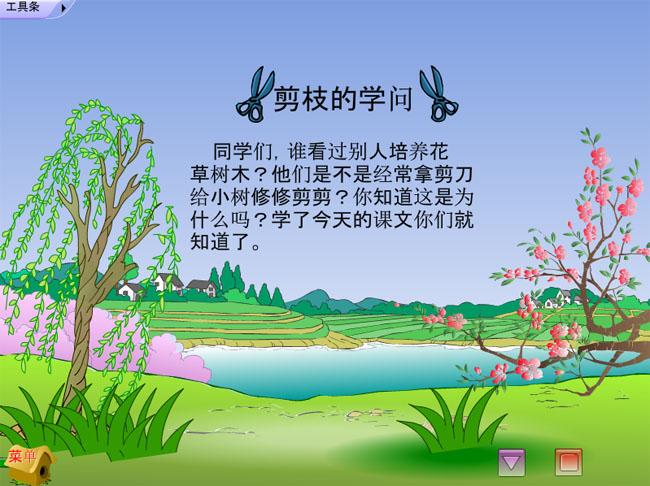 工具条
剪枝的学问
同学们，谁看过别人培养花
草树木？他们是不是经常拿剪刀
给小树修修剪剪？你知道这是为
什么吗？学了今天的课文你们就
知道了。
菜单